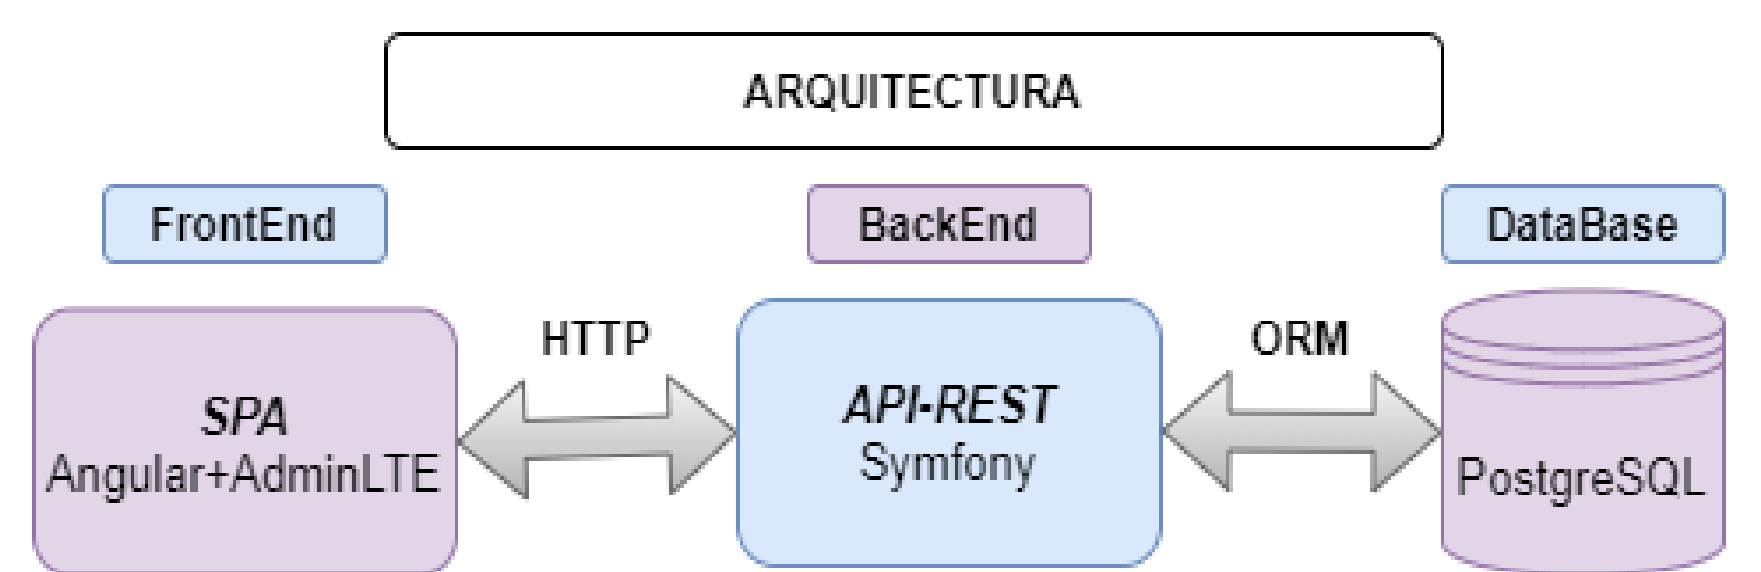 ARQUITECTURA
FrontEnd
BackEnd
DataBase
HTTP
ORM
SPA
Angular+AdminLTE
API-REST
Symfony
PostgreSQL